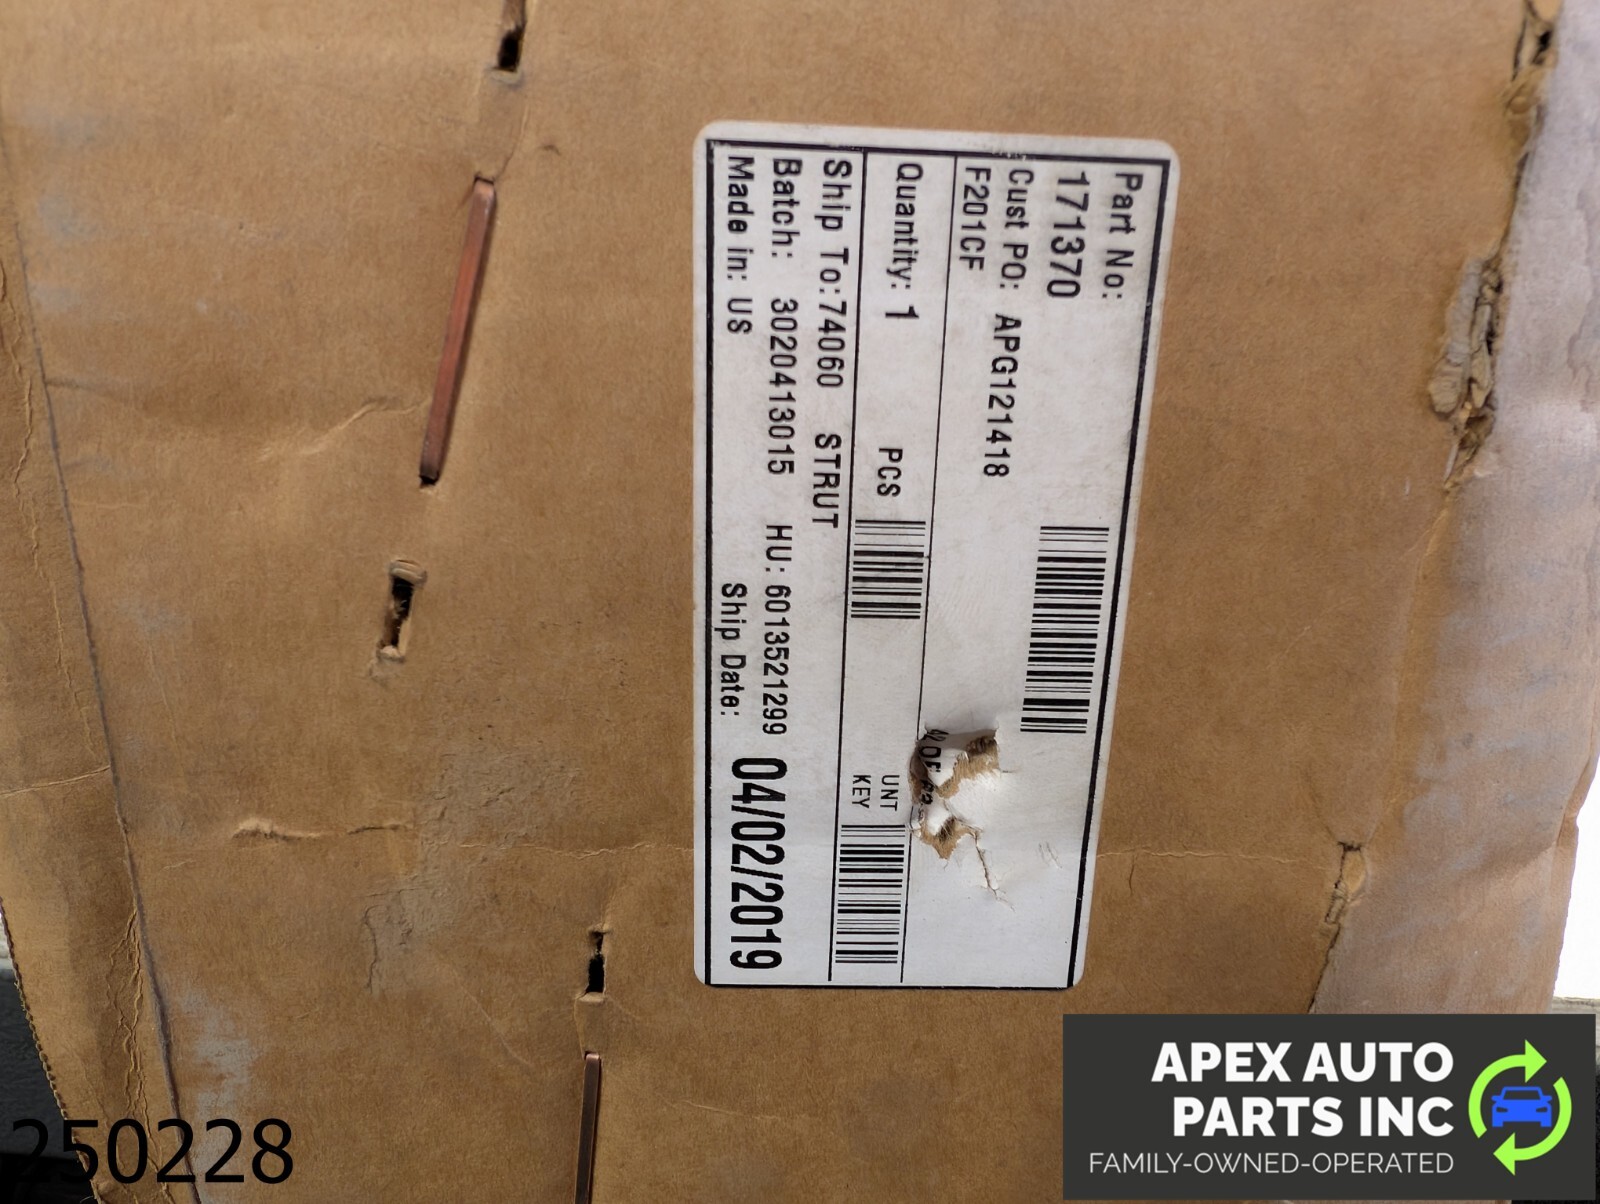 Part No:
171370
Cust PO: APG121418
F201CF
Quantity: 1 PCS
UNT
KEY
Ship To:74060 STRUT
Batch: 3020413015 HU: 6013521299
Made in: US Ship Date: 04/02/2019
250228
APEX AUTO
PARTS INC
FAMILY-OWNED-OPERATED